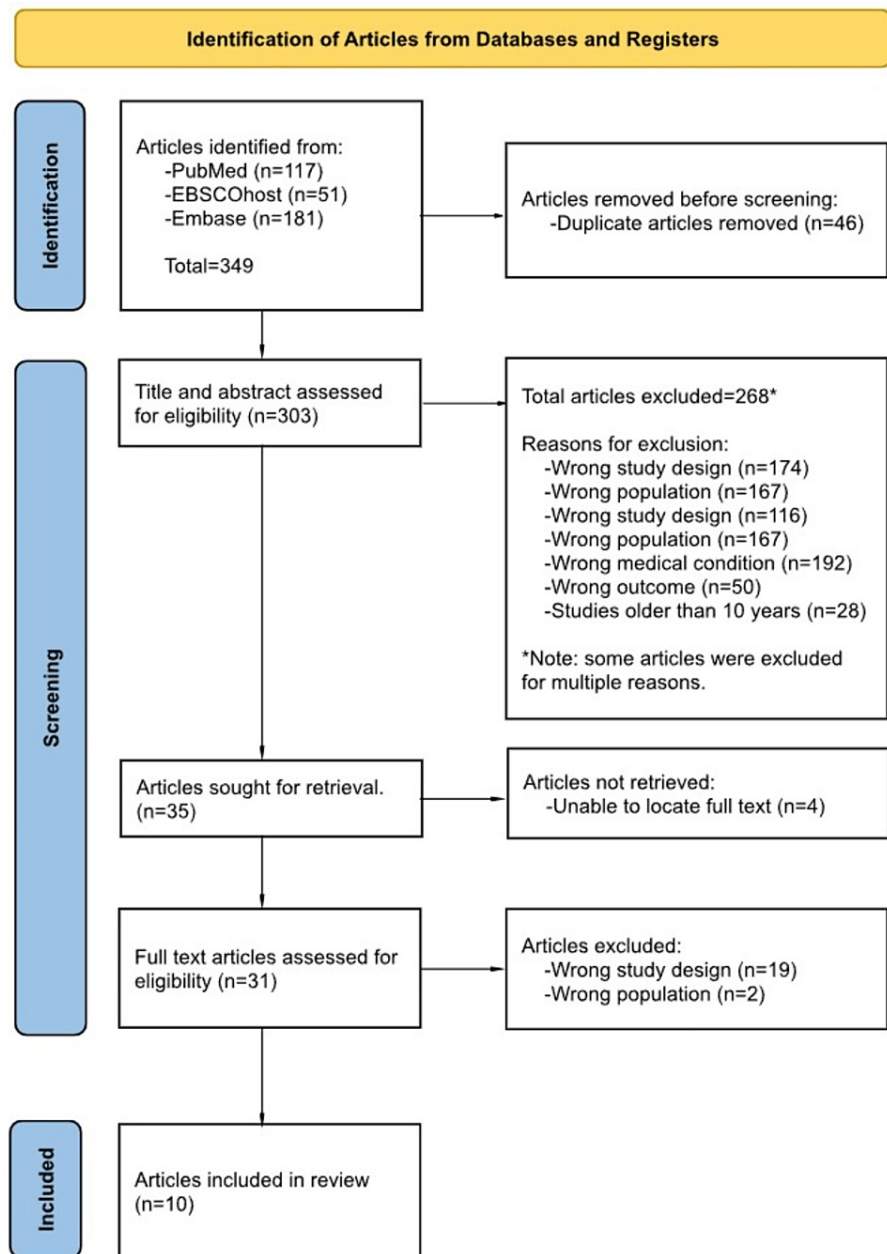 Identification of Articles from Databases and Registers
Identification
Articles identified from:
-PubMed (n=117)
-EBSCOhost (n=51)
-Embase (n=181)
Total=349
Articles removed before screening:
-Duplicate articles removed (n=46)
Screening
Title and abstract assessed
for eligibility (n=303)
Total articles excluded=268*
Reasons for exclusion:
-Wrong study design (n=174)
-Wrong population (n=167)
-Wrong study design (n=116)
-Wrong population (n=167)
-Wrong medical condition (n=192)
-Wrong outcome (n=50)
-Studies older than 10 years (n=28)
*Note: some articles were excluded
for multiple reasons.
Articles sought for retrieval.
(n=35)
Articles not retrieved:
-Unable to locate full text (n=4)
Full text articles assessed for
eligibility (n=31)
Articles excluded:
-Wrong study design (n=19)
-Wrong population (n=2)
Included
Articles included in review
(n=10)